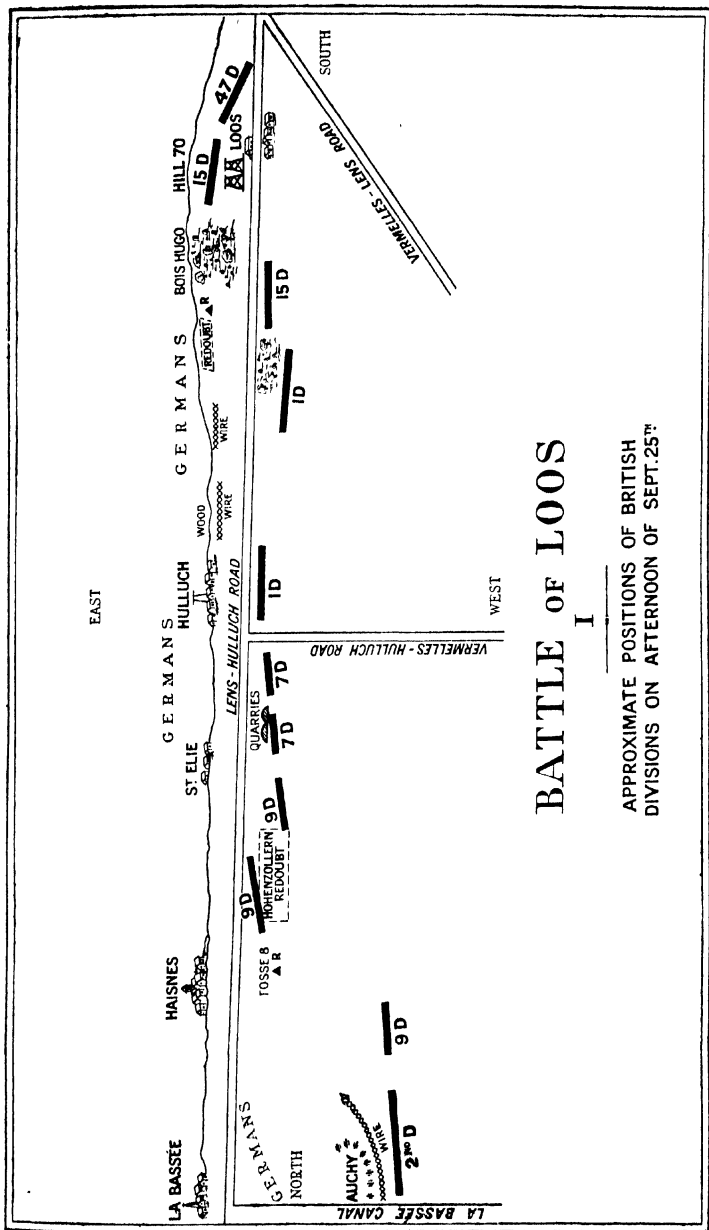 EAST
GERMANS
GERMANS
LA BASSÉE
HAISNES
ST ELIE
HULLUCH
WOOD
WIRE
WIRE
REDOUBT
R
BOIS HUGO
HILL 70
15 D
47 D
LOOS
LENS - HULLUCH ROAD
GERMANS
NORTH
LA BASSÉE CANAL
AUCHY
WIRE
2ND D
9 D
TOSSE 8
R
9 D
HOHENZOLLERN
REDOUBT
9 D
QUARRIES
7 D
7 D
VERMELLES - HULLUCH ROAD
1 D
1 D
15 D
VERMELLES - LENS ROAD
SOUTH
WEST
BATTLE OF LOOS
I
APPROXIMATE POSITIONS OF BRITISH
DIVISIONS ON AFTERNOON OF SEPT. 25TH